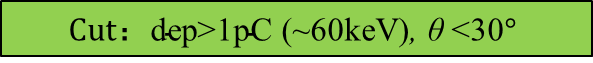 Cut: dep>1pC (~60keV), θ<30°